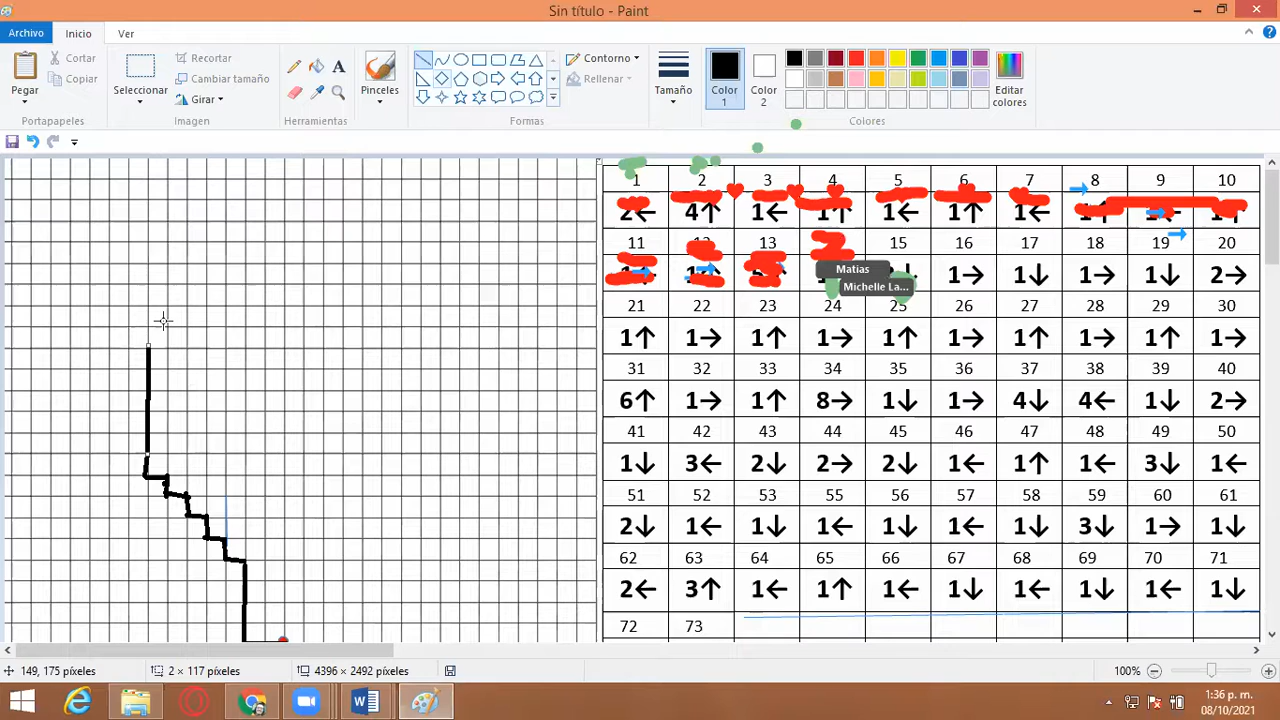 Sin título - Paint
Archivo Inicio Ver
Pegar
Cortar
Copiar
Portapapeles
Seleccionar
Recortar
Cambiar tamaño
Girar
Imagen
A
Herramientas
Pinceles
Contorno
Rellenar
Formas
Tamaño
Color 1
Color 2
Editar colores
Colores
1 2 3 4 5 6 7 8 9 10
2← 4↑ 1← 1↑ 1← 1↑ 1← 1↑ 1← 1↑
11 12 13 15 16 17 18 19 20
1→ 1↓ 1→ 1↓ 2→
Matias
Michelle La...
21 22 23 24 25 26 27 28 29 30
1↑ 1→ 1↑ 1→ 1↑ 1→ 1↑ 1→ 1↑ 1→
31 32 33 34 35 36 37 38 39 40
6↑ 1→ 1↑ 8→ 1↓ 1→ 4↓ 4← 1↓ 2→
41 42 43 44 45 46 47 48 49 50
1↓ 3← 2↓ 2→ 2↓ 1← 1↑ 1← 3↓ 1←
51 52 53 55 56 57 58 59 60 61
2↓ 1← 1↓ 1← 1↓ 1← 1↓ 3↓ 1→ 1↓
62 63 64 65 66 67 68 69 70 71
2← 3↑ 1← 1↑ 1← 1↓ 1← 1↓ 1← 1↓
72 73
149, 175 píxeles
2 × 117 píxeles
4396 × 2492 píxeles
100%
1:36 p. m.
08/10/2021